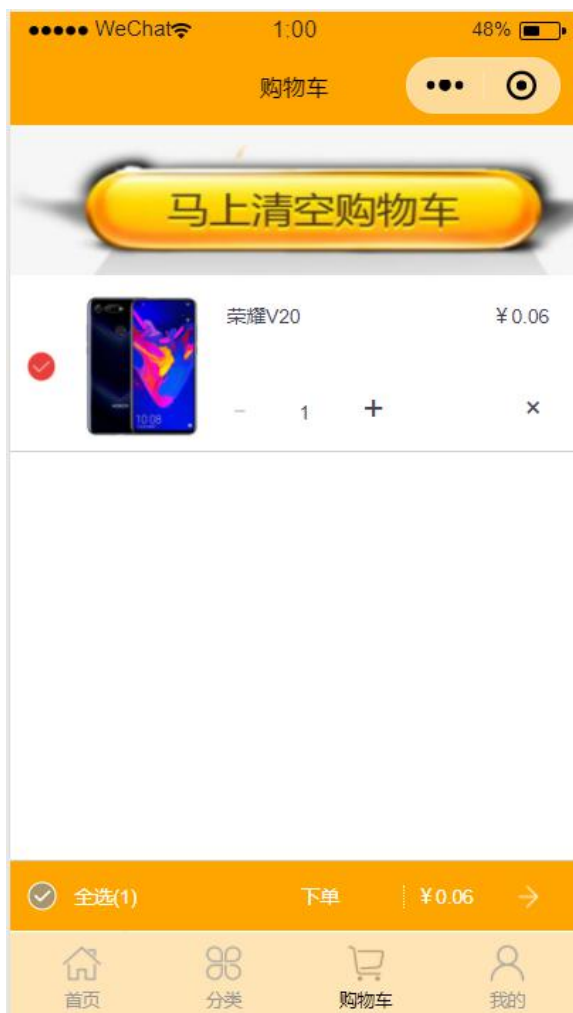 WeChat 1:00 48%
购物车
马上清空购物车
荣耀V20 ¥0.06
10:08
- 1 + ×
全选(1) 下单 ¥0.06
首页 分类 购物车 我的